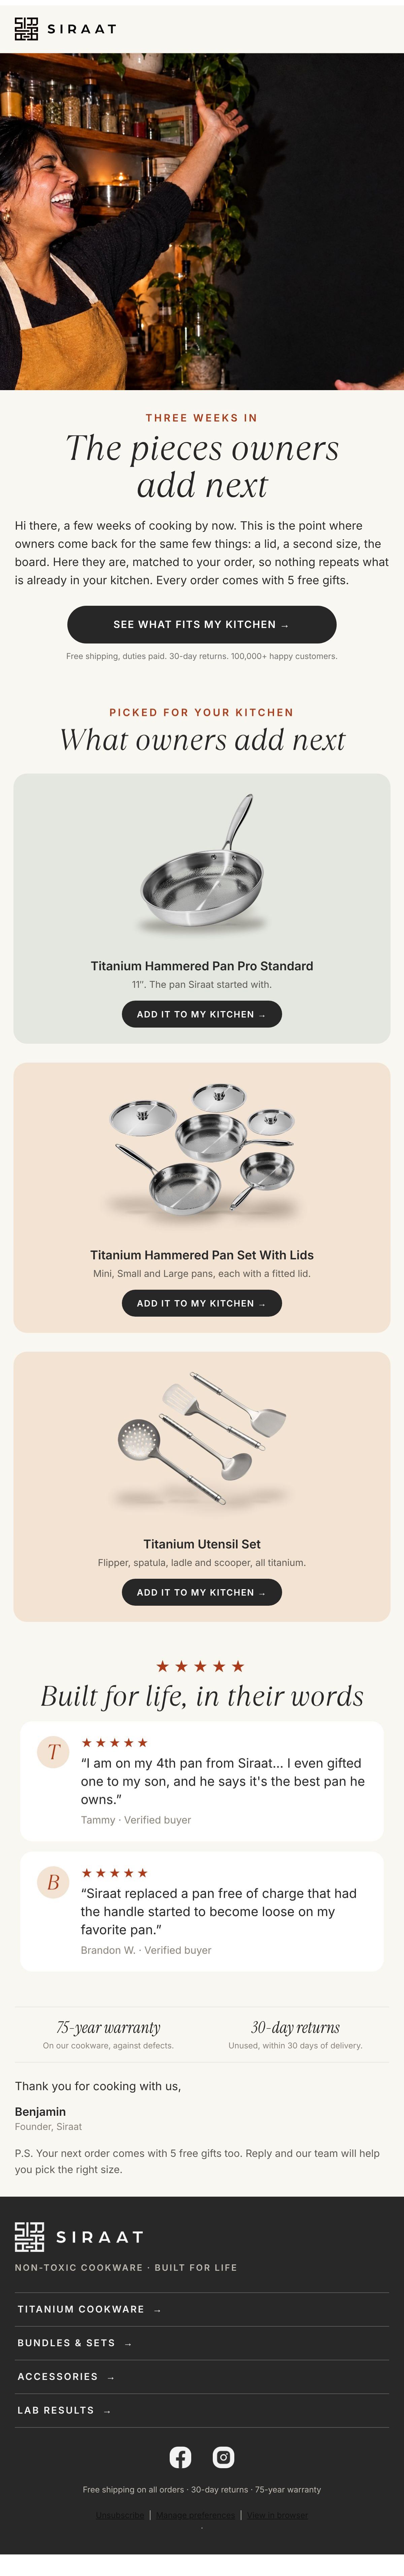 SIRAAT
THREE WEEKS IN
The pieces owners
add next
Hi there, a few weeks of cooking by now. This is the point where
owners come back for the same few things: a lid, a second size, the
board. Here they are, matched to your order, so nothing repeats what
is already in your kitchen. Every order comes with 5 free gifts.
SEE WHAT FITS MY KITCHEN →
Free shipping, duties paid. 30-day returns. 100,000+ happy customers.
PICKED FOR YOUR KITCHEN
What owners add next
Titanium Hammered Pan Pro Standard
11″. The pan Siraat started with.
ADD IT TO MY KITCHEN →
Titanium Hammered Pan Set With Lids
Mini, Small and Large pans, each with a fitted lid.
ADD IT TO MY KITCHEN →
Titanium Utensil Set
Flipper, spatula, ladle and scooper, all titanium.
ADD IT TO MY KITCHEN →
★★★★★
Built for life, in their words
T
★★★★★
“I am on my 4th pan from Siraat... I even gifted
one to my son, and he says it's the best pan he
owns.”
Tammy · Verified buyer
B
★★★★★
“Siraat replaced a pan free of charge that had
the handle started to become loose on my
favorite pan.”
Brandon W. · Verified buyer
75-year warranty
On our cookware, against defects.
30-day returns
Unused, within 30 days of delivery.
Thank you for cooking with us,
Benjamin
Founder, Siraat
P.S. Your next order comes with 5 free gifts too. Reply and our team will help
you pick the right size.
SIRAAT
NON-TOXIC COOKWARE · BUILT FOR LIFE
TITANIUM COOKWARE →
BUNDLES & SETS →
ACCESSORIES →
LAB RESULTS →
Free shipping on all orders · 30-day returns · 75-year warranty
Unsubscribe | Manage preferences | View in browser
.